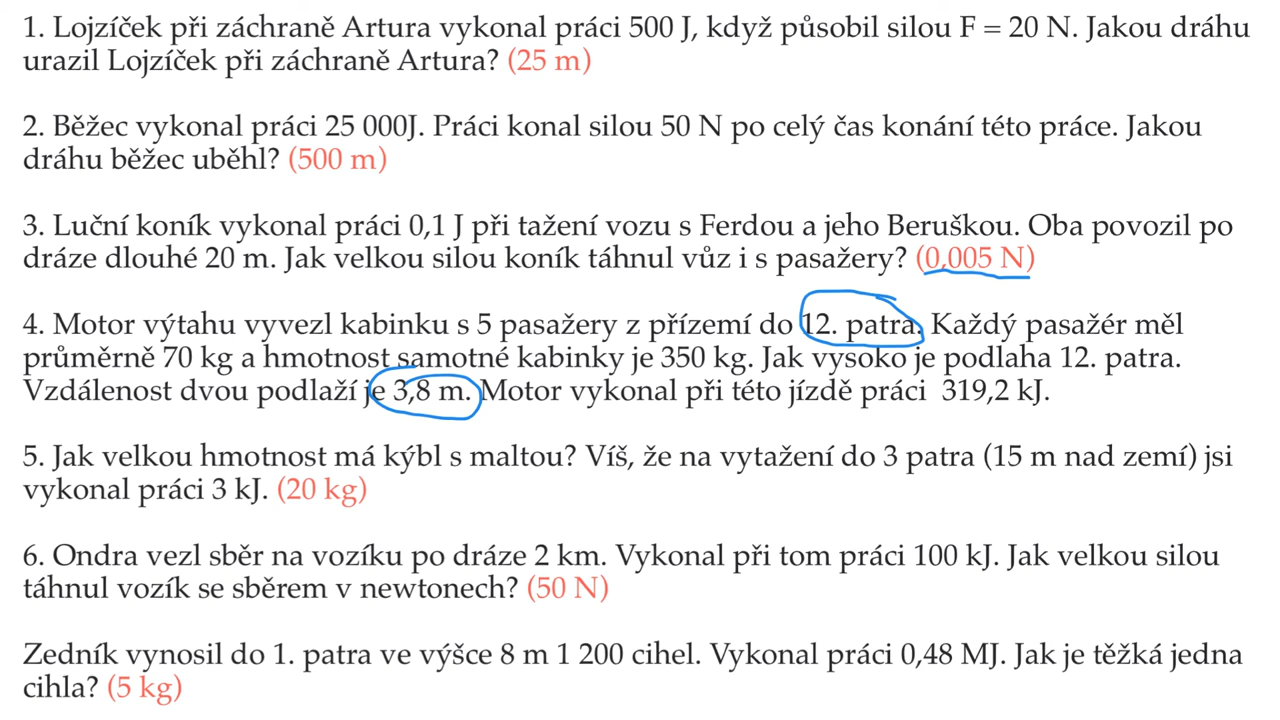 1. Lojzíček při záchraně Artura vykonal práci 500 J, když působil silou F = 20 N. Jakou dráhu
urazil Lojzíček při záchraně Artura? (25 m)
2. Běžec vykonal práci 25 000J. Práci konal silou 50 N po celý čas konání této práce. Jakou
dráhu běžec uběhl? (500 m)
3. Luční koník vykonal práci 0,1 J při tažení vozu s Ferdou a jeho Beruškou. Oba povozil po
dráze dlouhé 20 m. Jak velkou silou koník táhnul vůz i s pasažery? (0,005 N)
4. Motor výtahu vyvezl kabinku s 5 pasažery z přízemí do 12. patra. Každý pasažér měl
průměrně 70 kg a hmotnost samotné kabinky je 350 kg. Jak vysoko je podlaha 12. patra.
Vzdálenost dvou podlaží je 3,8 m. Motor vykonal při této jízdě práci 319,2 kJ.
5. Jak velkou hmotnost má kýbl s maltou? Víš, že na vytažení do 3 patra (15 m nad zemí) jsi
vykonal práci 3 kJ. (20 kg)
6. Ondra vezl sběr na vozíku po dráze 2 km. Vykonal při tom práci 100 kJ. Jak velkou silou
táhnul vozík se sběrem v newtonech? (50 N)
Zedník vynosil do 1. patra ve výšce 8 m 1 200 cihel. Vykonal práci 0,48 MJ. Jak je těžká jedna
cihla? (5 kg)